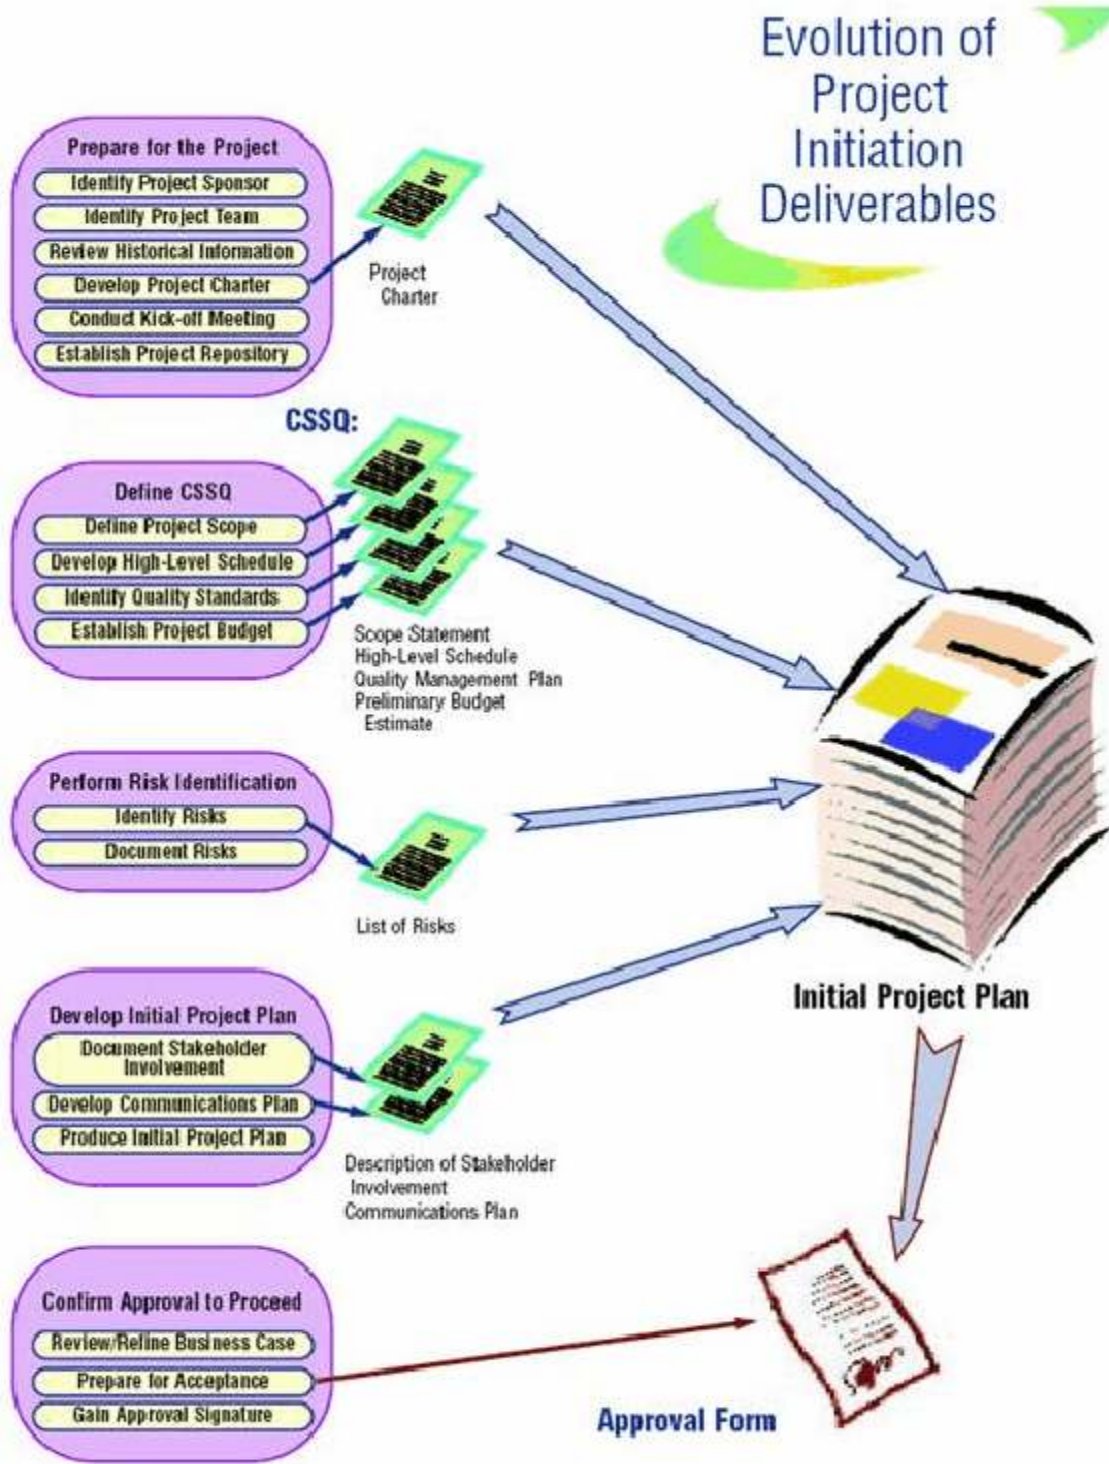 Evolution of
Project
Initiation
Deliverables
Prepare for the Project
Identify Project Sponsor
Identify Project Team
Review Historical Information
Develop Project Charter
Conduct Kick-off Meeting
Establish Project Repository
Project
Charter
CSSQ:
Define CSSQ
Define Project Scope
Develop High-Level Schedule
Identify Quality Standards
Establish Project Budget
Scope Statement
High-Level Schedule
Quality Management Plan
Preliminary Budget
Estimate
Perform Risk Identification
Identify Risks
Document Risks
List of Risks
Initial Project Plan
Develop Initial Project Plan
Document Stakeholder
Involvement
Develop Communications Plan
Produce Initial Project Plan
Description of Stakeholder
Involvement
Communications Plan
Confirm Approval to Proceed
Review/Refine Business Case
Prepare for Acceptance
Gain Approval Signature
Approval Form